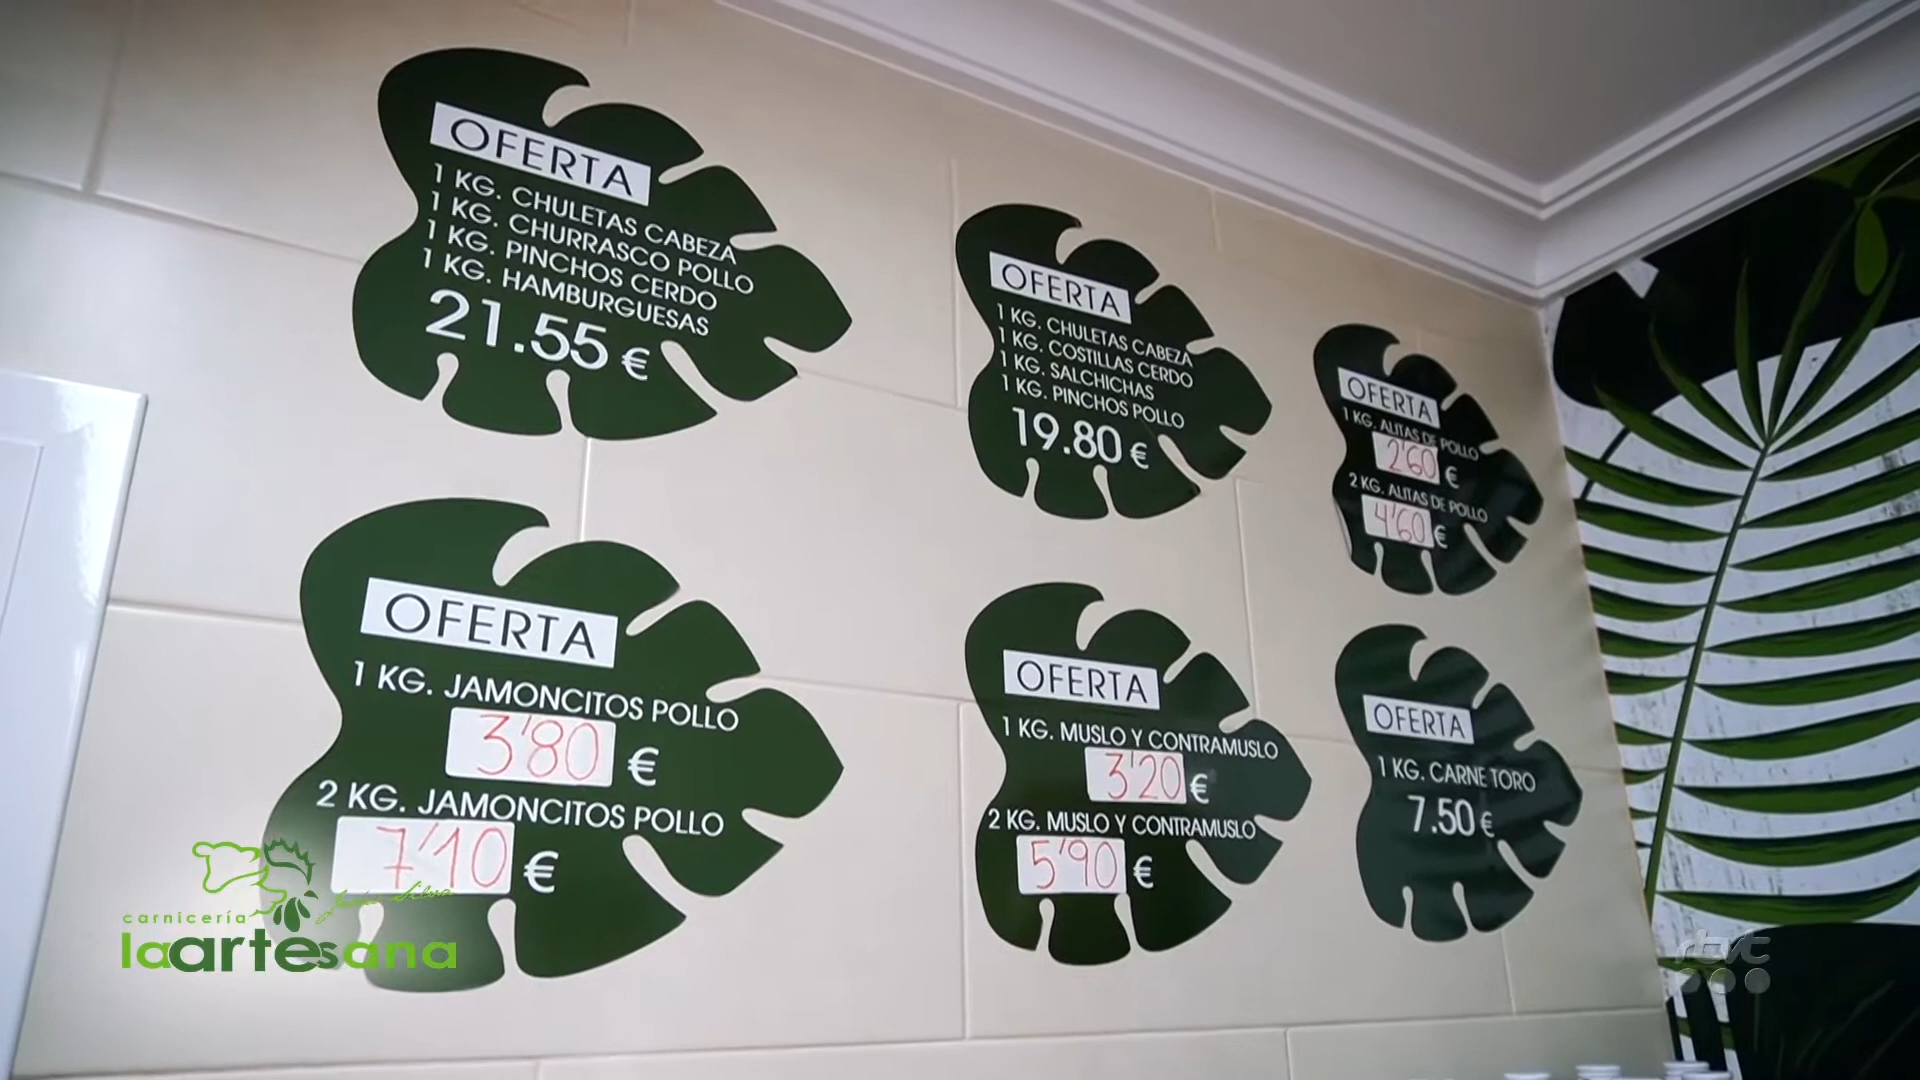 OFERTA
1 KG. CHULETAS CABEZA
1 KG. CHURRASCO POLLO
1 KG. PINCHOS CERDO
1 KG. HAMBURGUESAS
21.55 €
OFERTA
1 KG. CHULETAS CABEZA
1 KG. COSTILLAS CERDO
1 KG. SALCHICHAS
1 KG. PINCHOS POLLO
19.80 €
OFERTA
1 KG. ALITAS DE POLLO
2'60 €
2 KG. ALITAS DE POLLO
4'60 €
OFERTA
1 KG. JAMONCITOS POLLO
3'80 €
2 KG. JAMONCITOS POLLO
7'10 €
OFERTA
1 KG. MUSLO Y CONTRAMUSLO
3'20 €
2 KG. MUSLO Y CONTRAMUSLO
5'90 €
OFERTA
1 KG. CARNE TORO
7.50 €
carnicería
laartesana
rtvc